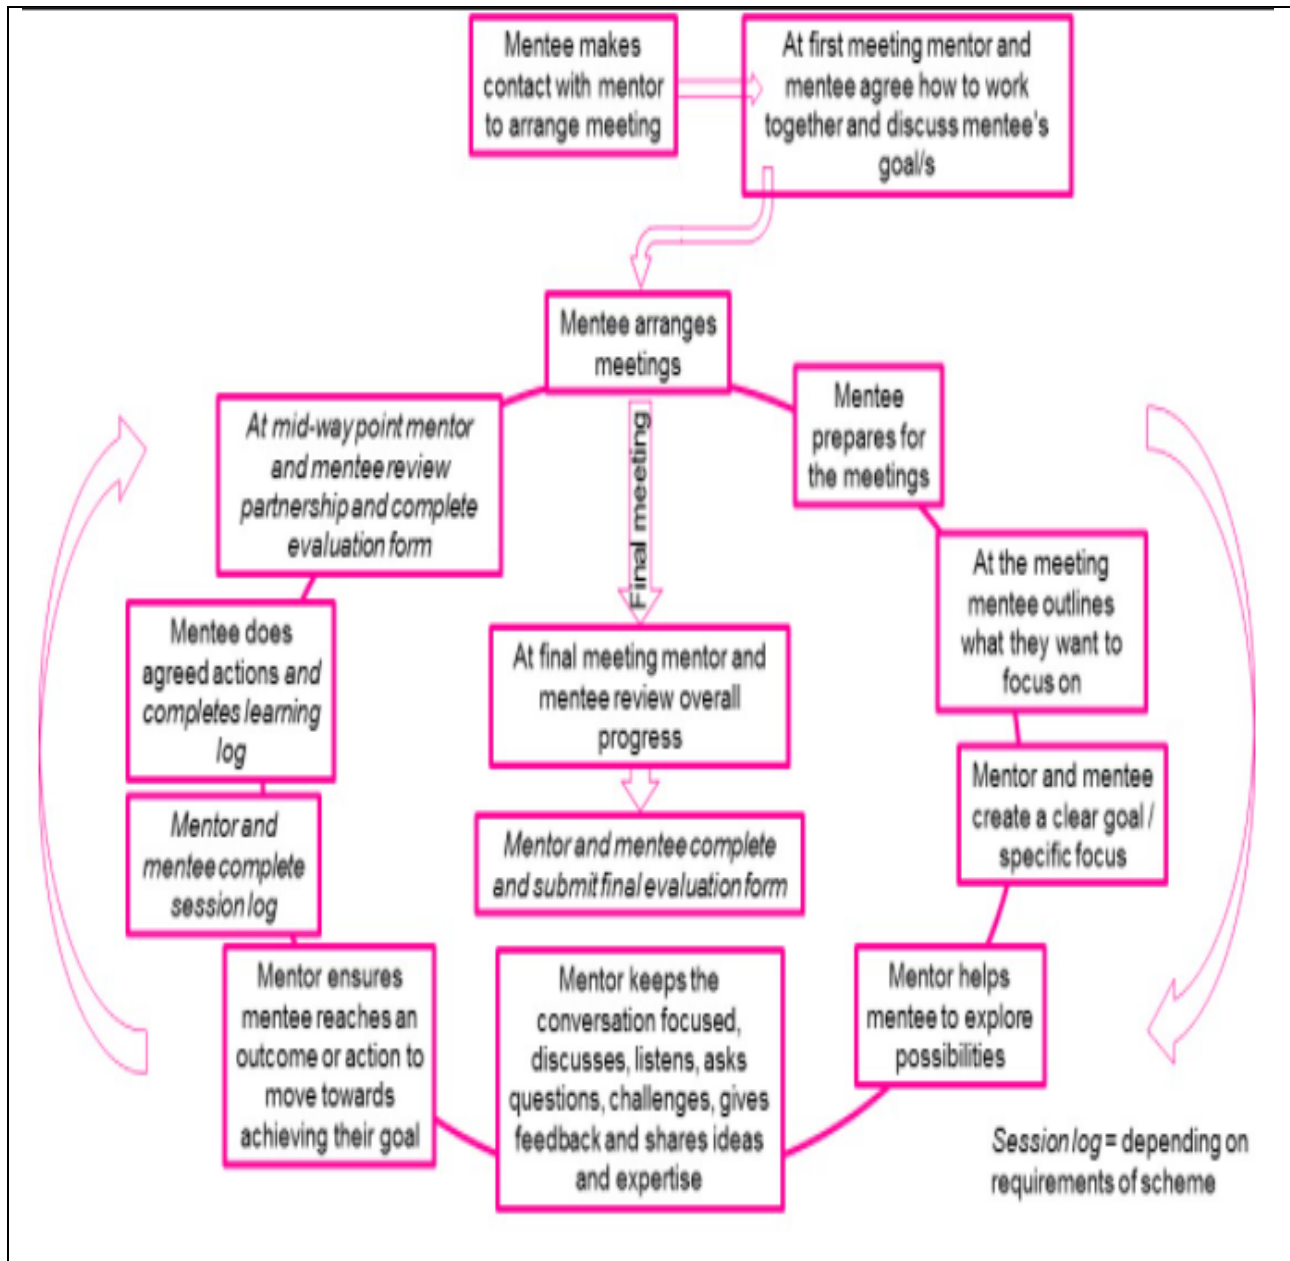 Mentee makes
contact with mentor
to arrange meeting
At first meeting mentor and
mentee agree how to work
together and discuss mentee's
goal/s
Mentee arranges
meetings
Mentee
prepares for
the meetings
At the meeting
mentee outlines
what they want to
focus on
Mentor and mentee
create a clear goal /
specific focus
Mentor helps
mentee to explore
possibilities
Mentor keeps the
conversation focused,
discusses, listens, asks
questions, challenges, gives
feedback and shares ideas
and expertise
Mentor ensures
mentee reaches an
outcome or action to
move towards
achieving their goal
Mentor and
mentee complete
session log
Mentee does
agreed actions and
completes learning
log
At mid-way point mentor
and mentee review
partnership and complete
evaluation form
Final meeting
At final meeting mentor and
mentee review overall
progress
Mentor and mentee complete
and submit final evaluation form
Session log = depending on
requirements of scheme